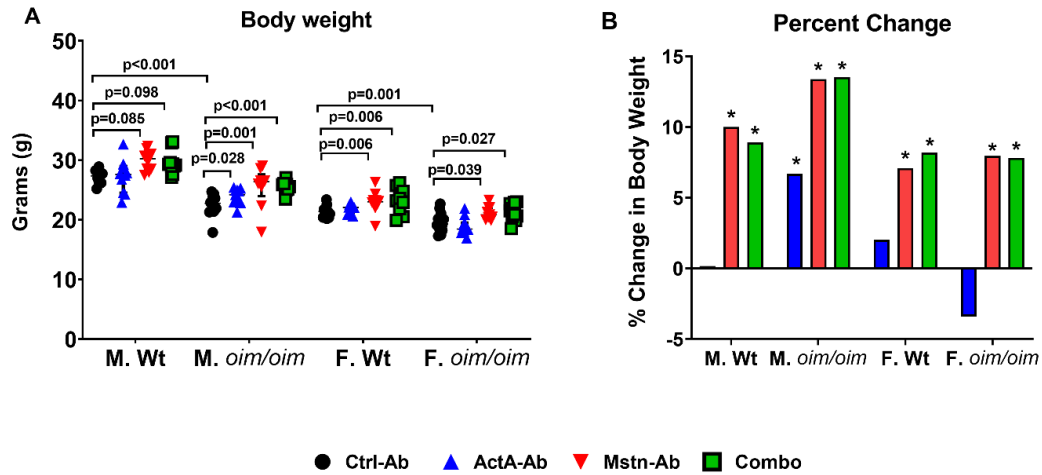 A
Body weight
Grams (g)
50
40
30
20
10
0
p<0.001
p=0.098
p=0.085
p<0.001
p=0.001
p=0.028
p=0.001
p=0.006
p=0.006
p=0.027
p=0.039
M. Wt
M. oim/oim
F. Wt
F. oim/oim
B
Percent Change
% Change in Body Weight
15
10
5
0
-5
* *
* * *
* *
* *
M. Wt
M. oim/oim
F. Wt
F. oim/oim
Ctrl-Ab
ActA-Ab
Mstn-Ab
Combo